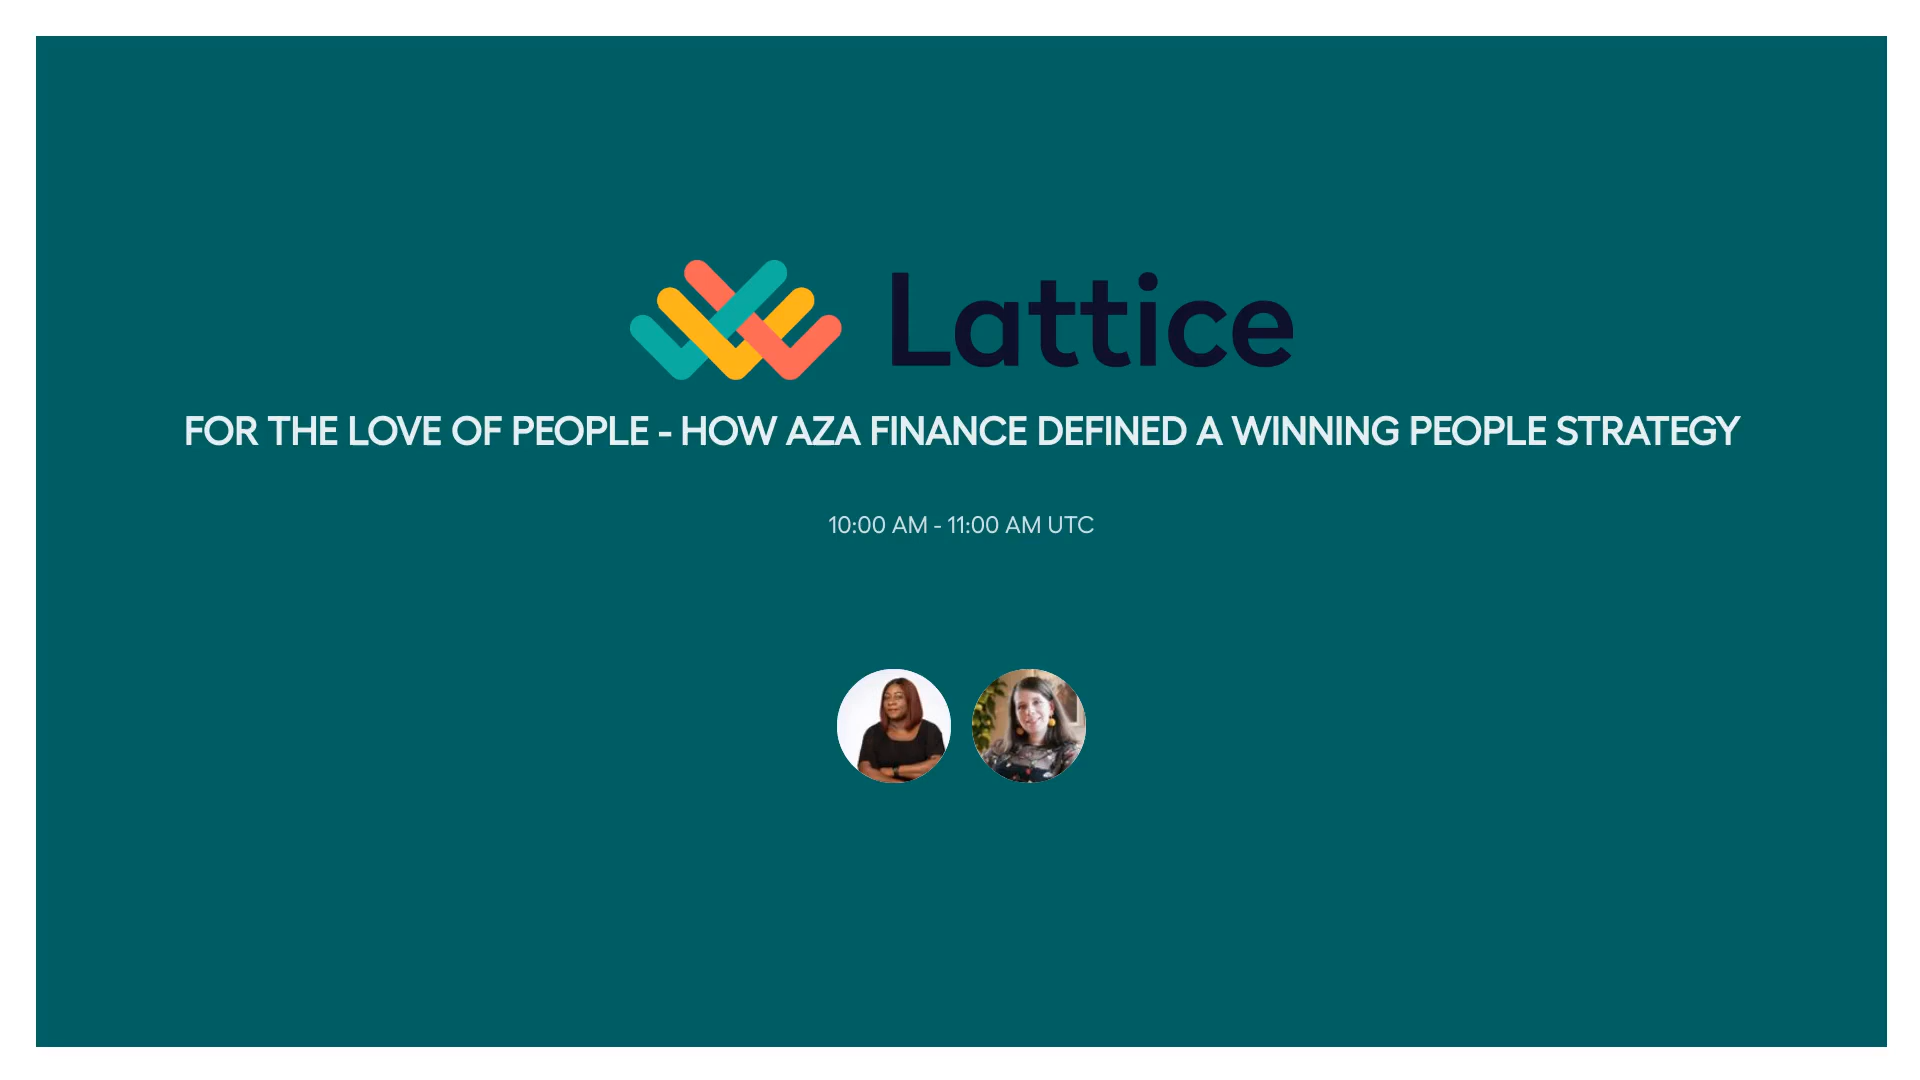 Lattice
FOR THE LOVE OF PEOPLE - HOW AZA FINANCE DEFINED A WINNING PEOPLE STRATEGY
10:00 AM - 11:00 AM UTC